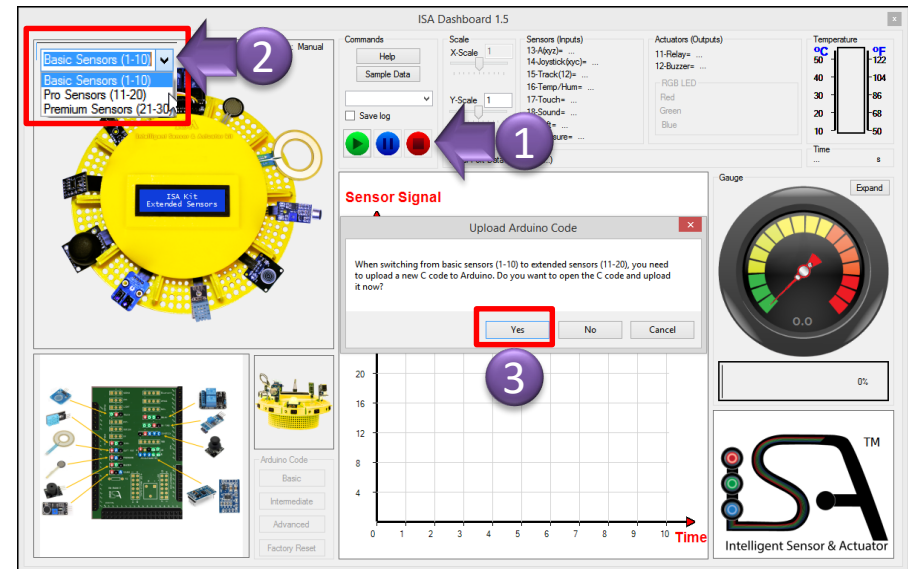 ISA Dashboard 1.5
x
Basic Sensors (1-10)
Basic Sensors (1-10)
Pro Sensors (11-20)
Premium Sensors (21-30
2
Manual
ISA Kit
Extended Sensors
Commands
Help
Sample Data
Save log
1
Scale
X-Scale 1
Y-Scale 1
Sensors (Inputs)
13-A(xyz)= ...
14-Joystick(xyc)= ...
15-Track(12)= ...
16-Temp/Hum= ...
17-Touch= ...
18-Sound= ...
Actuators (Outputs)
11-Relay= ...
12-Buzzer= ...
RGB LED
Red
Green
Blue
Temperature
ºC ºF
50 122
40 104
30 86
20 68
10 50
Time
... s
Sensor Signal
Upload Arduino Code
x
When switching from basic sensors (1-10) to extended sensors (11-20), you need
to upload a new C code to Arduino. Do you want to open the C code and upload
it now?
Yes
No
Cancel
3
20
16
12
8
4
0 1 2 3 4 5 6 7 8 9 10
Time
Gauge
Expand
0.0
0%
ISA
Arduino Code
Basic
Intermediate
Advanced
Factory Reset
ISA
TM
Intelligent Sensor & Actuator